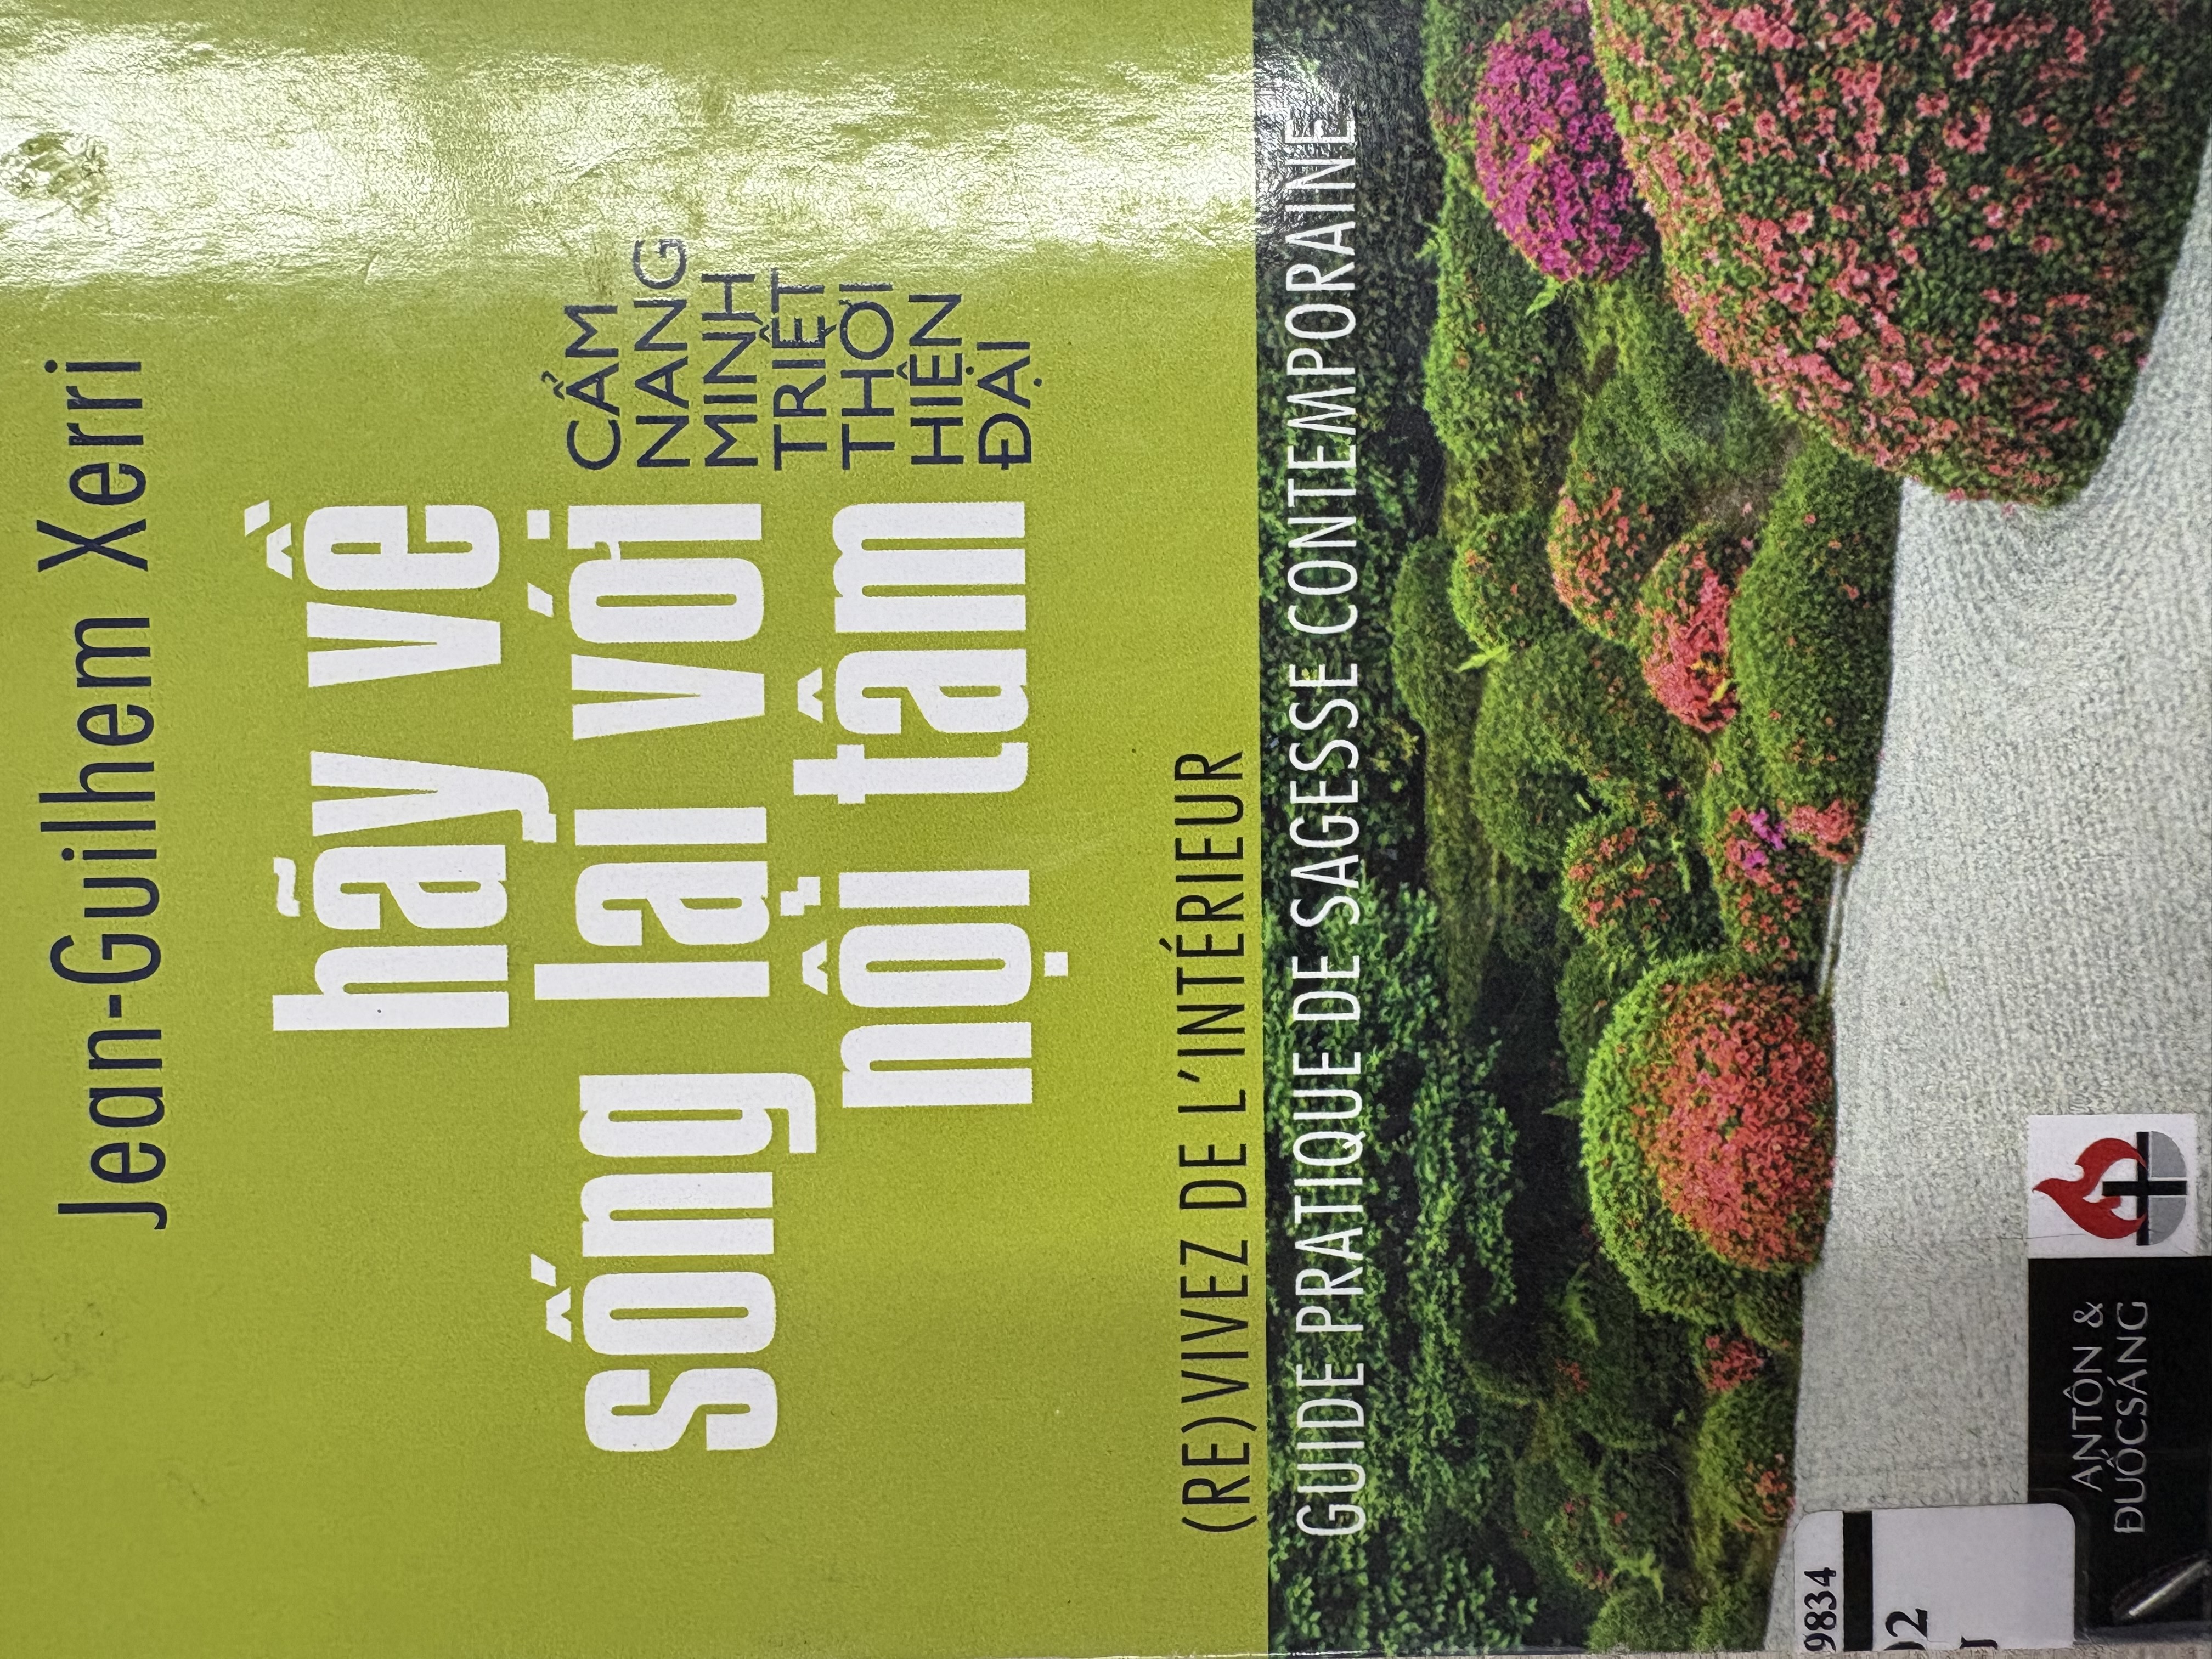 Jean-Guilhem Xerri
hãy về
sống lại với
nội tâm
CẨM
NANG
MINH
TRIẾT
THỜI
HIỆN
ĐẠI
(RE)VIVEZ DE L'INTÉRIEUR
GUIDE PRATIQUE DE SAGESSE CONTEMPORAINE
9834
ANTÔN &
ĐUỐCSÁNG